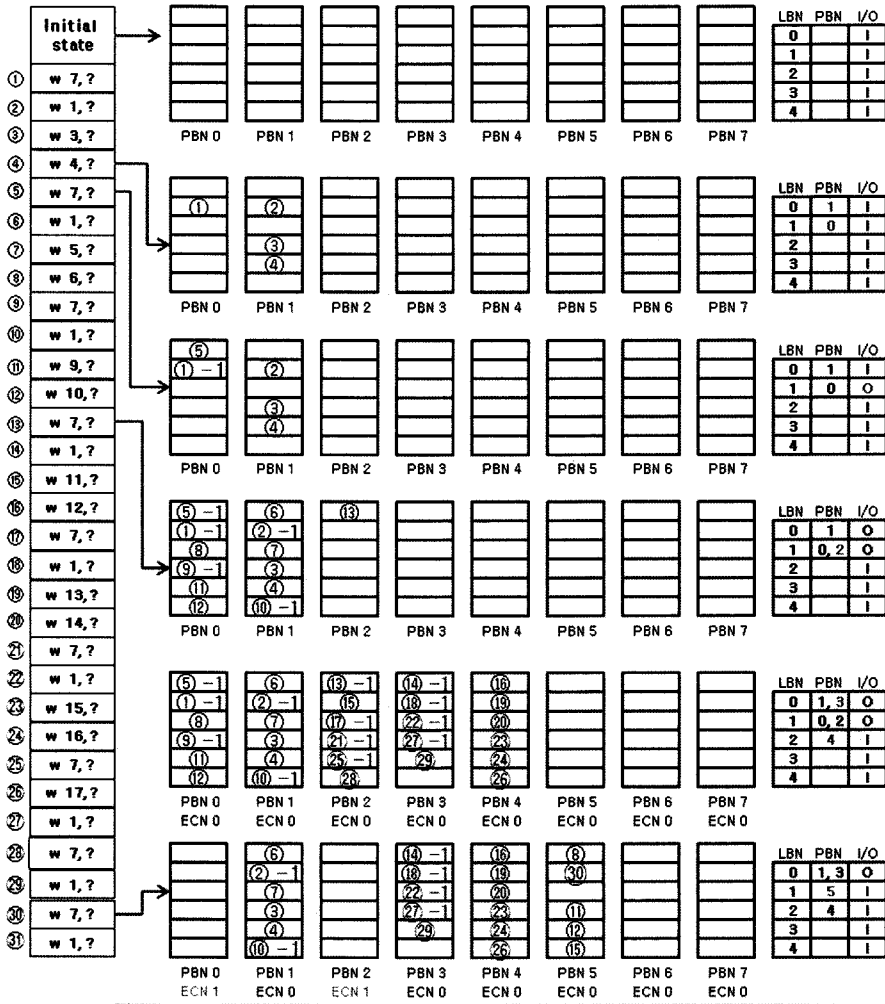 Initial
state
① w 7, ?
② w 1, ?
③ w 3, ?
④ w 4, ?
⑤ w 7, ?
⑥ w 1, ?
⑦ w 5, ?
⑧ w 6, ?
⑨ w 7, ?
⑩ w 1, ?
⑪ w 9, ?
⑫ w 10, ?
⑬ w 7, ?
⑭ w 1, ?
⑮ w 11, ?
⑯ w 12, ?
⑰ w 7, ?
⑱ w 1, ?
⑲ w 13, ?
⑳ w 14, ?
㉑ w 7, ?
㉒ w 1, ?
㉓ w 15, ?
㉔ w 16, ?
㉕ w 7, ?
㉖ w 17, ?
㉗ w 1, ?
㉘ w 7, ?
㉙ w 1, ?
㉚ w 7, ?
㉛ w 1, ?
PBN 0 PBN 1 PBN 2 PBN 3 PBN 4 PBN 5 PBN 6 PBN 7
LBN PBN I/O
0 I
1 I
2 I
3 I
4 I
① ②
③
④
PBN 0 PBN 1 PBN 2 PBN 3 PBN 4 PBN 5 PBN 6 PBN 7
LBN PBN I/O
0 1 I
1 0 I
2 I
3 I
4 I
⑤
① -1 ②
③
④
PBN 0 PBN 1 PBN 2 PBN 3 PBN 4 PBN 5 PBN 6 PBN 7
LBN PBN I/O
0 1 I
1 0 O
2 I
3 I
4 I
⑤ -1 ⑥ ⑬
① -1 ② -1
⑧ ⑦
⑨ -1 ③
⑪ ④
⑫ ⑩ -1
PBN 0 PBN 1 PBN 2 PBN 3 PBN 4 PBN 5 PBN 6 PBN 7
LBN PBN I/O
0 1 O
1 0, 2 O
2 I
3 I
4 I
⑤ -1 ⑥ ⑬ -1 ⑭ -1 ⑯
① -1 ② -1 ⑮ ⑱ -1 ⑲
⑧ ⑦ ⑰ -1 ㉒ -1 ⑳
⑨ -1 ③ ㉑ -1 ㉗ -1 ㉓
⑪ ④ ㉕ -1 ㉙ ㉔
⑫ ⑩ -1 ㉘ ㉖
PBN 0 PBN 1 PBN 2 PBN 3 PBN 4 PBN 5 PBN 6 PBN 7
ECN 0 ECN 0 ECN 0 ECN 0 ECN 0 ECN 0 ECN 0 ECN 0
LBN PBN I/O
0 1, 3 O
1 0, 2 O
2 4 I
3 I
4 I
⑥ ⑭ -1 ⑯ ⑧
② -1 ⑱ -1 ⑲ ㉚
⑦ ㉒ -1 ⑳
③ ㉗ -1 ㉓ ⑪
④ ㉙ ㉔ ⑫
⑩ -1 ㉖ ⑮
PBN 0 PBN 1 PBN 2 PBN 3 PBN 4 PBN 5 PBN 6 PBN 7
ECN 1 ECN 0 ECN 1 ECN 0 ECN 0 ECN 0 ECN 0 ECN 0
LBN PBN I/O
0 1, 3 O
1 5 I
2 4 I
3 I
4 I